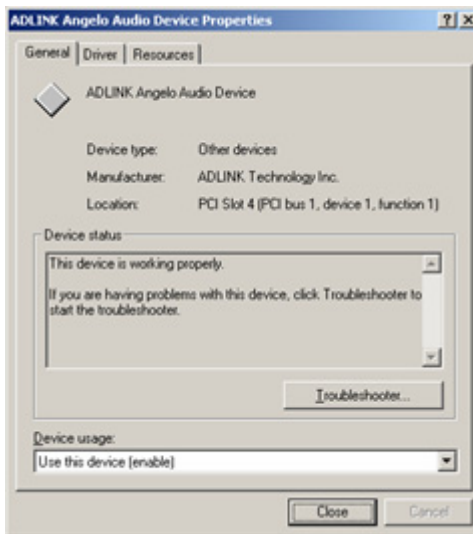 ADLINK Angelo Audio Device Properties
General Driver Resources
ADLINK Angelo Audio Device
Device type: Other devices
Manufacturer: ADLINK Technology Inc.
Location: PCI Slot 4 (PCI bus 1, device 1, function 1)
Device status
This device is working properly.
If you are having problems with this device, click Troubleshooter to
start the troubleshooter.
Troubleshooter...
Device usage:
Use this device (enable)
Close Cancel